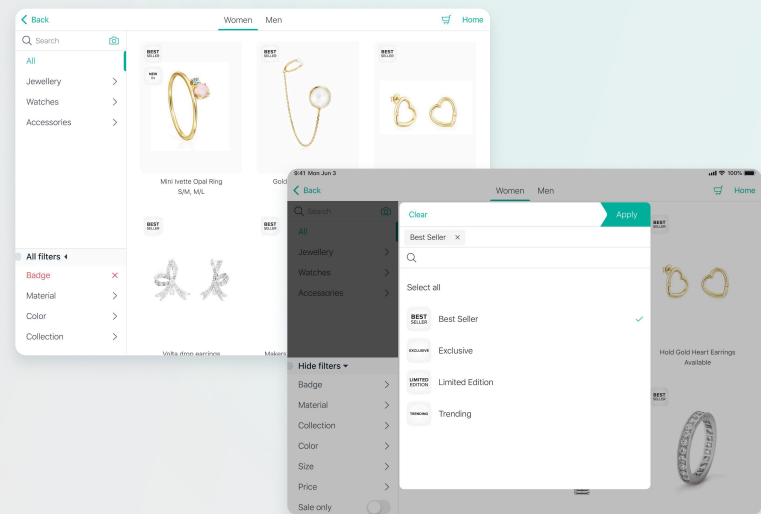 Back
Women Men
Home
Search
All
Jewellery
Watches
Accessories
BEST
SELLER
NEW
IN
BEST
SELLER
BEST
SELLER
Mini Ivette Opal Ring
S/M, M/L
Gold
BEST
SELLER
BEST
SELLER
All filters
Badge
Material
Color
Collection
Volta drop earrings
Makers
9:41 Mon Jun 3
100%
Back
Women Men
Home
Search
All
Jewellery
Watches
Accessories
Hide filters
Badge
Material
Collection
Color
Size
Price
Sale only
Clear
Apply
Best Seller ×
Select all
BEST
SELLER
Best Seller
EXCLUSIVE
Exclusive
LIMITED
EDITION
Limited Edition
TRENDING
Trending
Hold Gold Heart Earrings
Available
BEST
SELLER